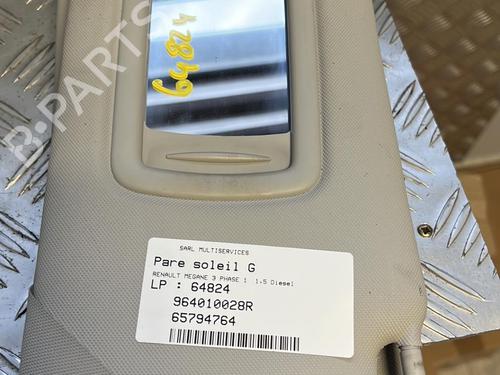 64824
R-PARTS
SARL MULTISERVICES
Pare soleil G
RENAULT MEGANE 3 PHASE 1 1.5 Diesel
LP : 64824
964010028R
65794764